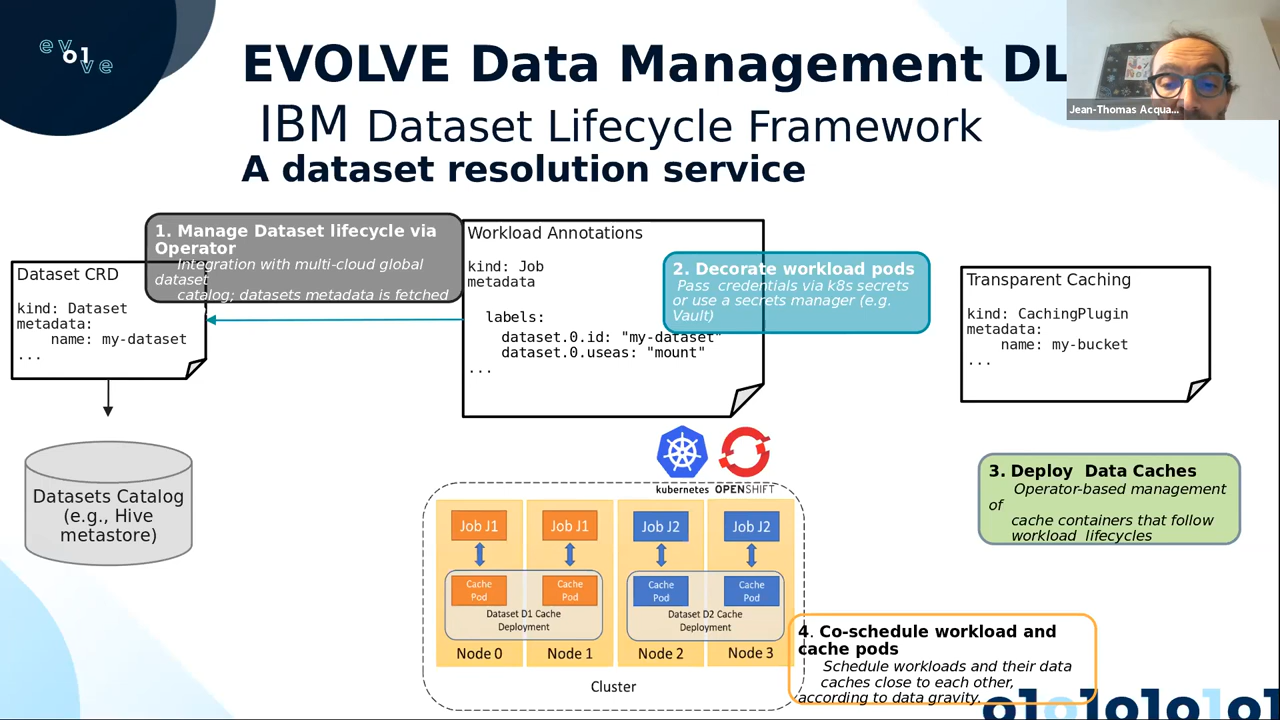 evolve
EVOLVE Data Management DL
Jean-Thomas Acqua...
IBM Dataset Lifecycle Framework
A dataset resolution service
1. Manage Dataset lifecycle via
Operator
Integration with multi-cloud global
dataset
catalog; datasets metadata is fetched
Dataset CRD
kind: Dataset
metadata:
name: my-dataset
...
Datasets Catalog
(e.g., Hive
metastore)
Workload Annotations
kind: Job
metadata
labels:
dataset.0.id: "my-dataset"
dataset.0.useas: "mount"
...
2. Decorate workload pods
Pass credentials via k8s secrets
or use a secrets manager (e.g.
Vault)
Transparent Caching
kind: CachingPlugin
metadata:
name: my-bucket
...
3. Deploy Data Caches
Operator-based management
of
cache containers that follow
workload lifecycles
kubernetes OPENSHIFT
Job J1 Job J1 Job J2 Job J2
Cache Pod Cache Pod Cache Pod Cache Pod
Dataset D1 Cache
Deployment
Dataset D2 Cache
Deployment
Node 0 Node 1 Node 2 Node 3
Cluster
4. Co-schedule workload and
cache pods
Schedule workloads and their data
caches close to each other,
according to data gravity.